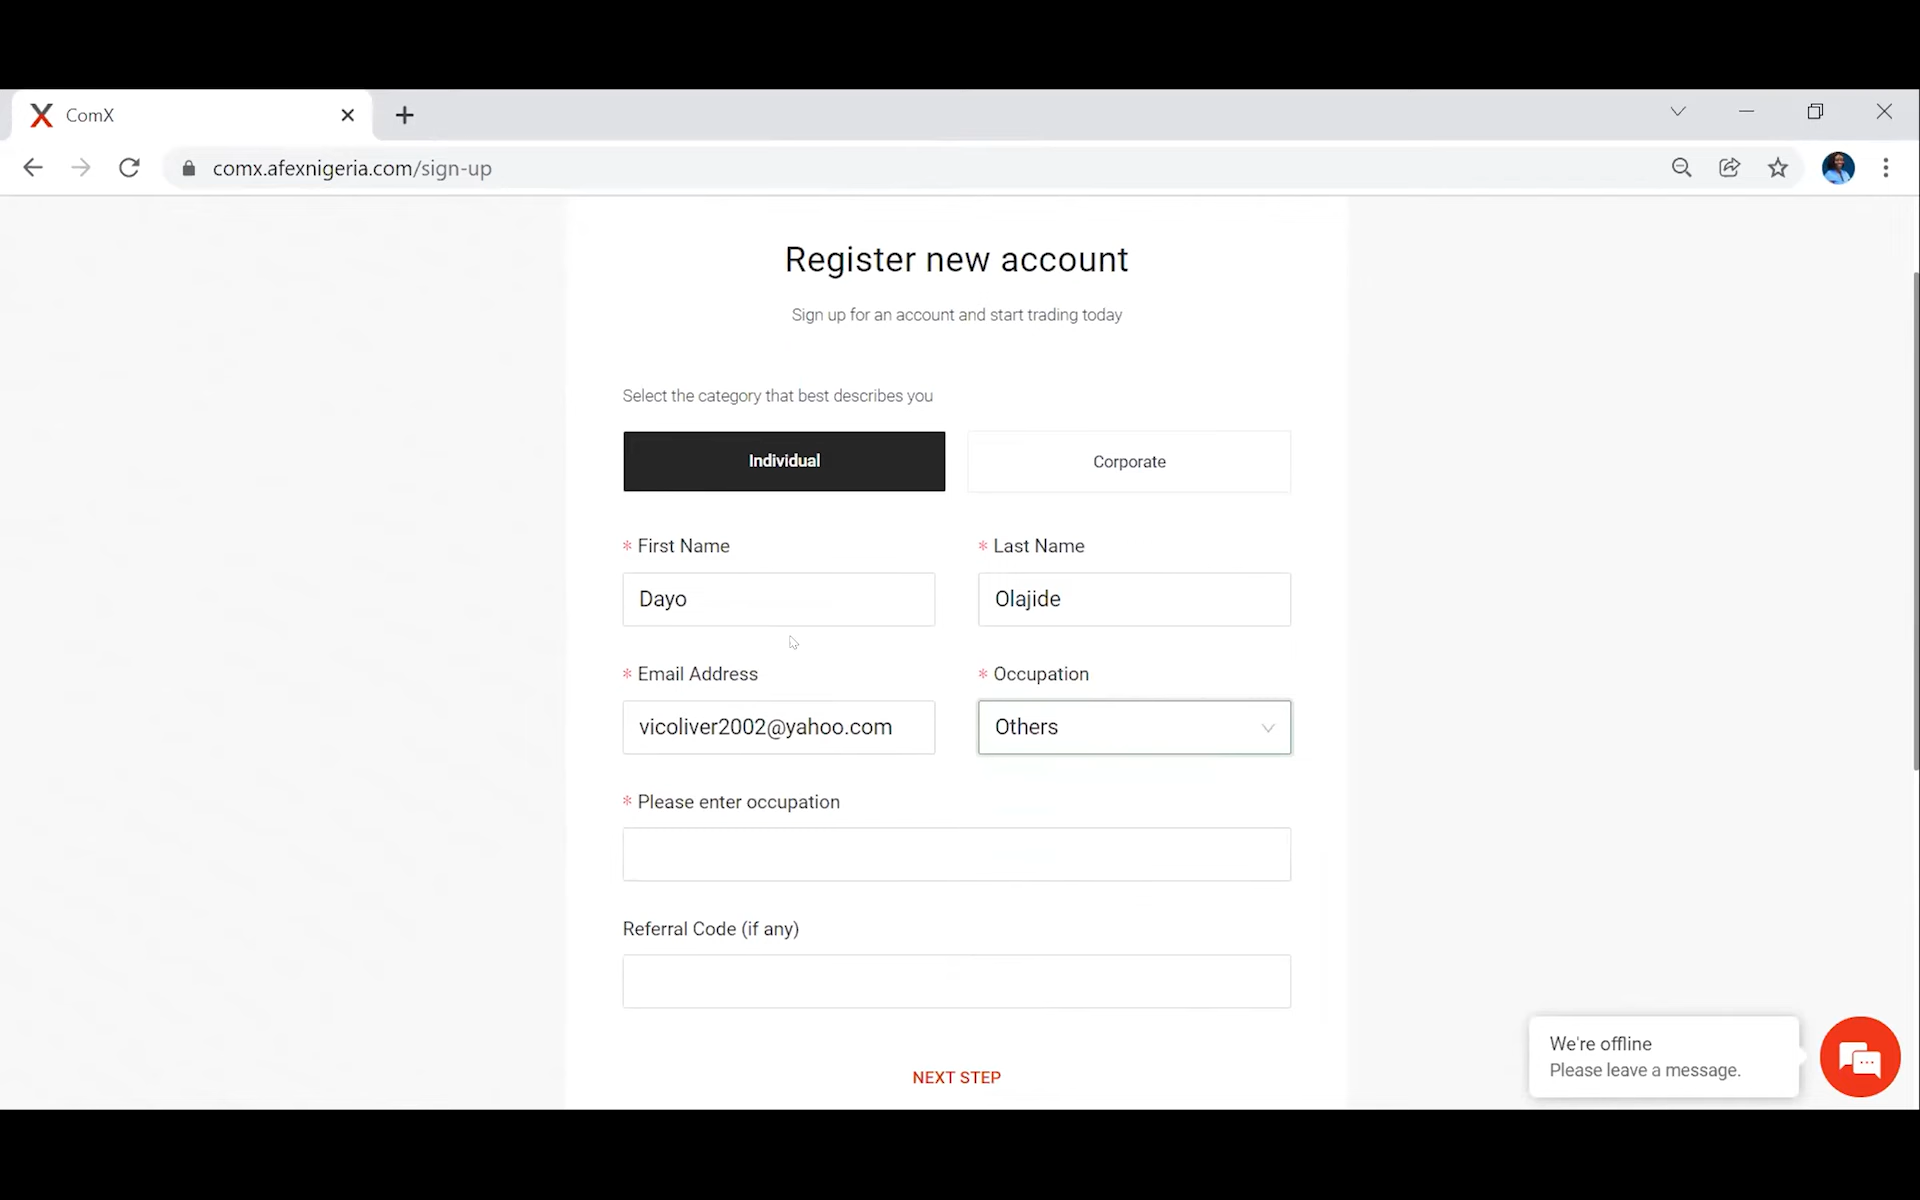 ComX
comx.afexnigeria.com/sign-up
Register new account
Sign up for an account and start trading today
Select the category that best describes you
Individual
Corporate
* First Name
* Last Name
Dayo
Olajide
* Email Address
* Occupation
vicoliver2002@yahoo.com
Others
* Please enter occupation
Referral Code (if any)
We're offline
Please leave a message.
NEXT STEP